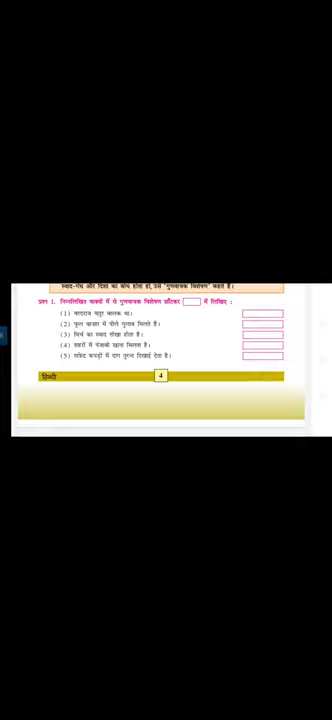 स्वाद-गंध और दिशा का बोध होता हो, उसे 'गुणवाचक विशेषण' कहते हैं।
प्रश्न 1. निम्नलिखित वाक्यों में से गुणवाचक विशेषण छाँटकर में लिखिए :
(1) वरदराज चतुर बालक था।
(2) फूल बाजार में पीले गुलाब मिलते हैं।
(3) मिर्च का स्वाद तीखा होता है।
(4) शहरों में पंजाबी खाना मिलता है।
(5) सफेद कपड़ों में दाग तुरन्त दिखाई देता है।
हिन्दी
4